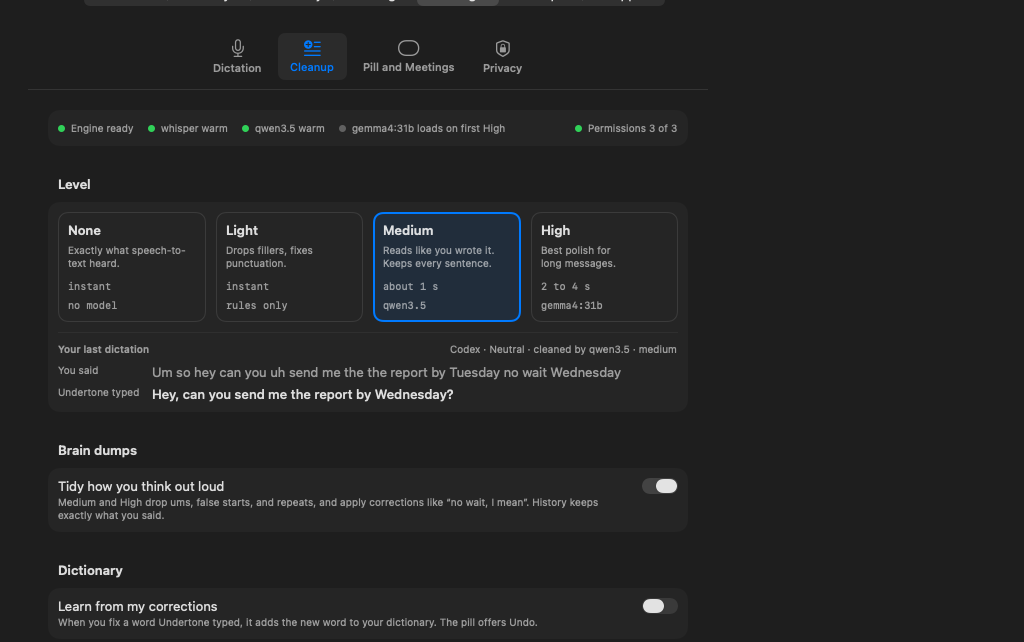 Dictation
Cleanup
Pill and Meetings
Privacy
Engine ready
whisper warm
qwen3.5 warm
gemma4:31b loads on first High
Permissions 3 of 3
Level
None
Exactly what speech-to-
text heard.
instant
no model
Light
Drops fillers, fixes
punctuation.
instant
rules only
Medium
Reads like you wrote it.
Keeps every sentence.
about 1 s
qwen3.5
High
Best polish for
long messages.
2 to 4 s
gemma4:31b
Your last dictation
Codex · Neutral · cleaned by qwen3.5 · medium
You said
Um so hey can you uh send me the the report by Tuesday no wait Wednesday
Undertone typed
Hey, can you send me the report by Wednesday?
Brain dumps
Tidy how you think out loud
Medium and High drop ums, false starts, and repeats, and apply corrections like “no wait, I mean”. History keeps
exactly what you said.
Dictionary
Learn from my corrections
When you fix a word Undertone typed, it adds the new word to your dictionary. The pill offers Undo.